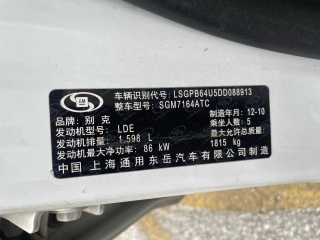 车辆识别代号: LSGPB64U5DD088913
整车型号: SGM7164ATC
品牌: 别克 制造年月: 12-10
发动机型号: LDE 乘坐人数: 5
发动机排量: 1.598 L 最大允许总质量:
发动机最大净功率: 86 kW 1815 kg
中国 上海通用东岳汽车有限公司